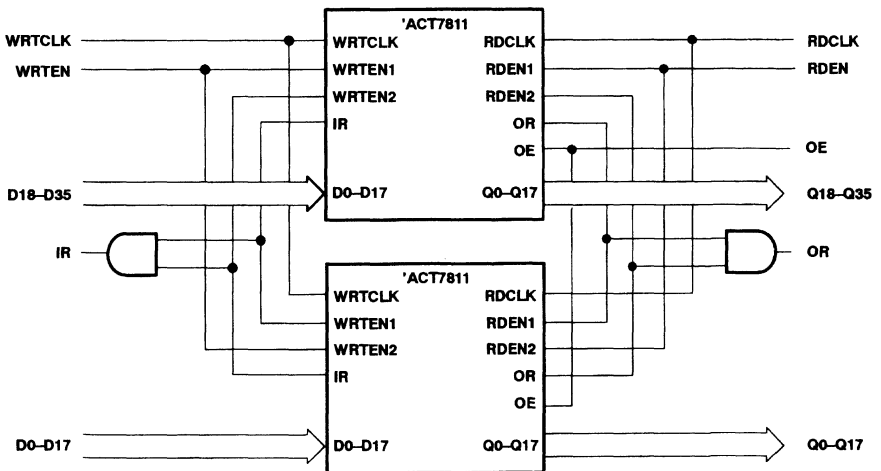 'ACT7811
WRTCLK
WRTEN
WRTCLK
WRTEN1
WRTEN2
IR
D0–D17
RDCLK
RDEN1
RDEN2
OR
OE
Q0–Q17
RDCLK
RDEN
OE
D18–D35
Q18–Q35
IR
OR
'ACT7811
WRTCLK
WRTEN1
WRTEN2
IR
D0–D17
RDCLK
RDEN1
RDEN2
OR
OE
Q0–Q17
D0–D17
Q0–Q17